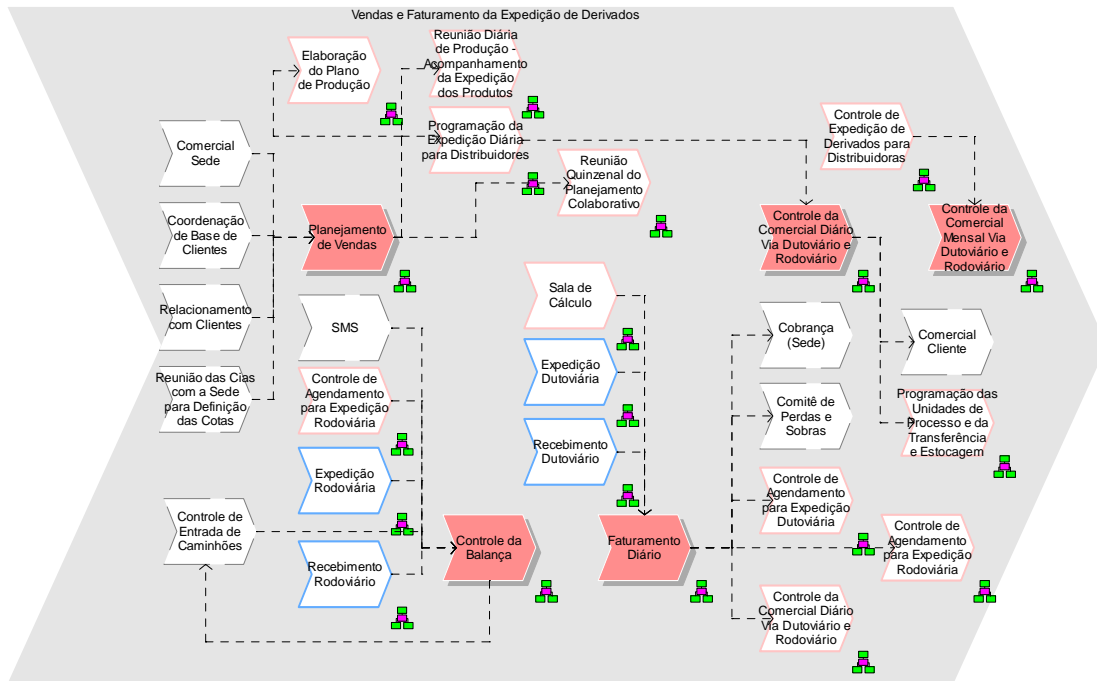 Vendas e Faturamento da Expedição de Derivados
Elaboração
do Plano
de Produção
Reunião Diária
de Produção -
Acompanhamento
da Expedição
dos Produtos
Comercial
Sede
Programação da
Expedição Diária
para Distribuidores
Controle de
Expedição de
Derivados para
Distribuidoras
Reunião
Quinzenal do
Planejamento
Colaborativo
Coordenação
de Base de
Clientes
Planejamento
de Vendas
Controle da
Comercial Diário
Via Dutoviário e
Rodoviário
Controle da
Comercial
Mensal Via
Dutoviário e
Rodoviário
Relacionamento
com Clientes
SMS
Sala de
Cálculo
Cobrança
(Sede)
Comercial
Cliente
Reunião das Cias
com a Sede
para Definição
das Cotas
Controle de
Agendamento
para Expedição
Rodoviária
Expedição
Dutoviária
Comitê de
Perdas e
Sobras
Programação das
Unidades de
Processo e da
Transferência
e Estocagem
Expedição
Rodoviária
Recebimento
Dutoviário
Controle de
Agendamento
para Expedição
Dutoviária
Controle de
Entrada de
Caminhões
Controle da
Balança
Faturamento
Diário
Controle de
Agendamento
para Expedição
Rodoviária
Recebimento
Rodoviário
Controle da
Comercial Diário
Via Dutoviário e
Rodoviário